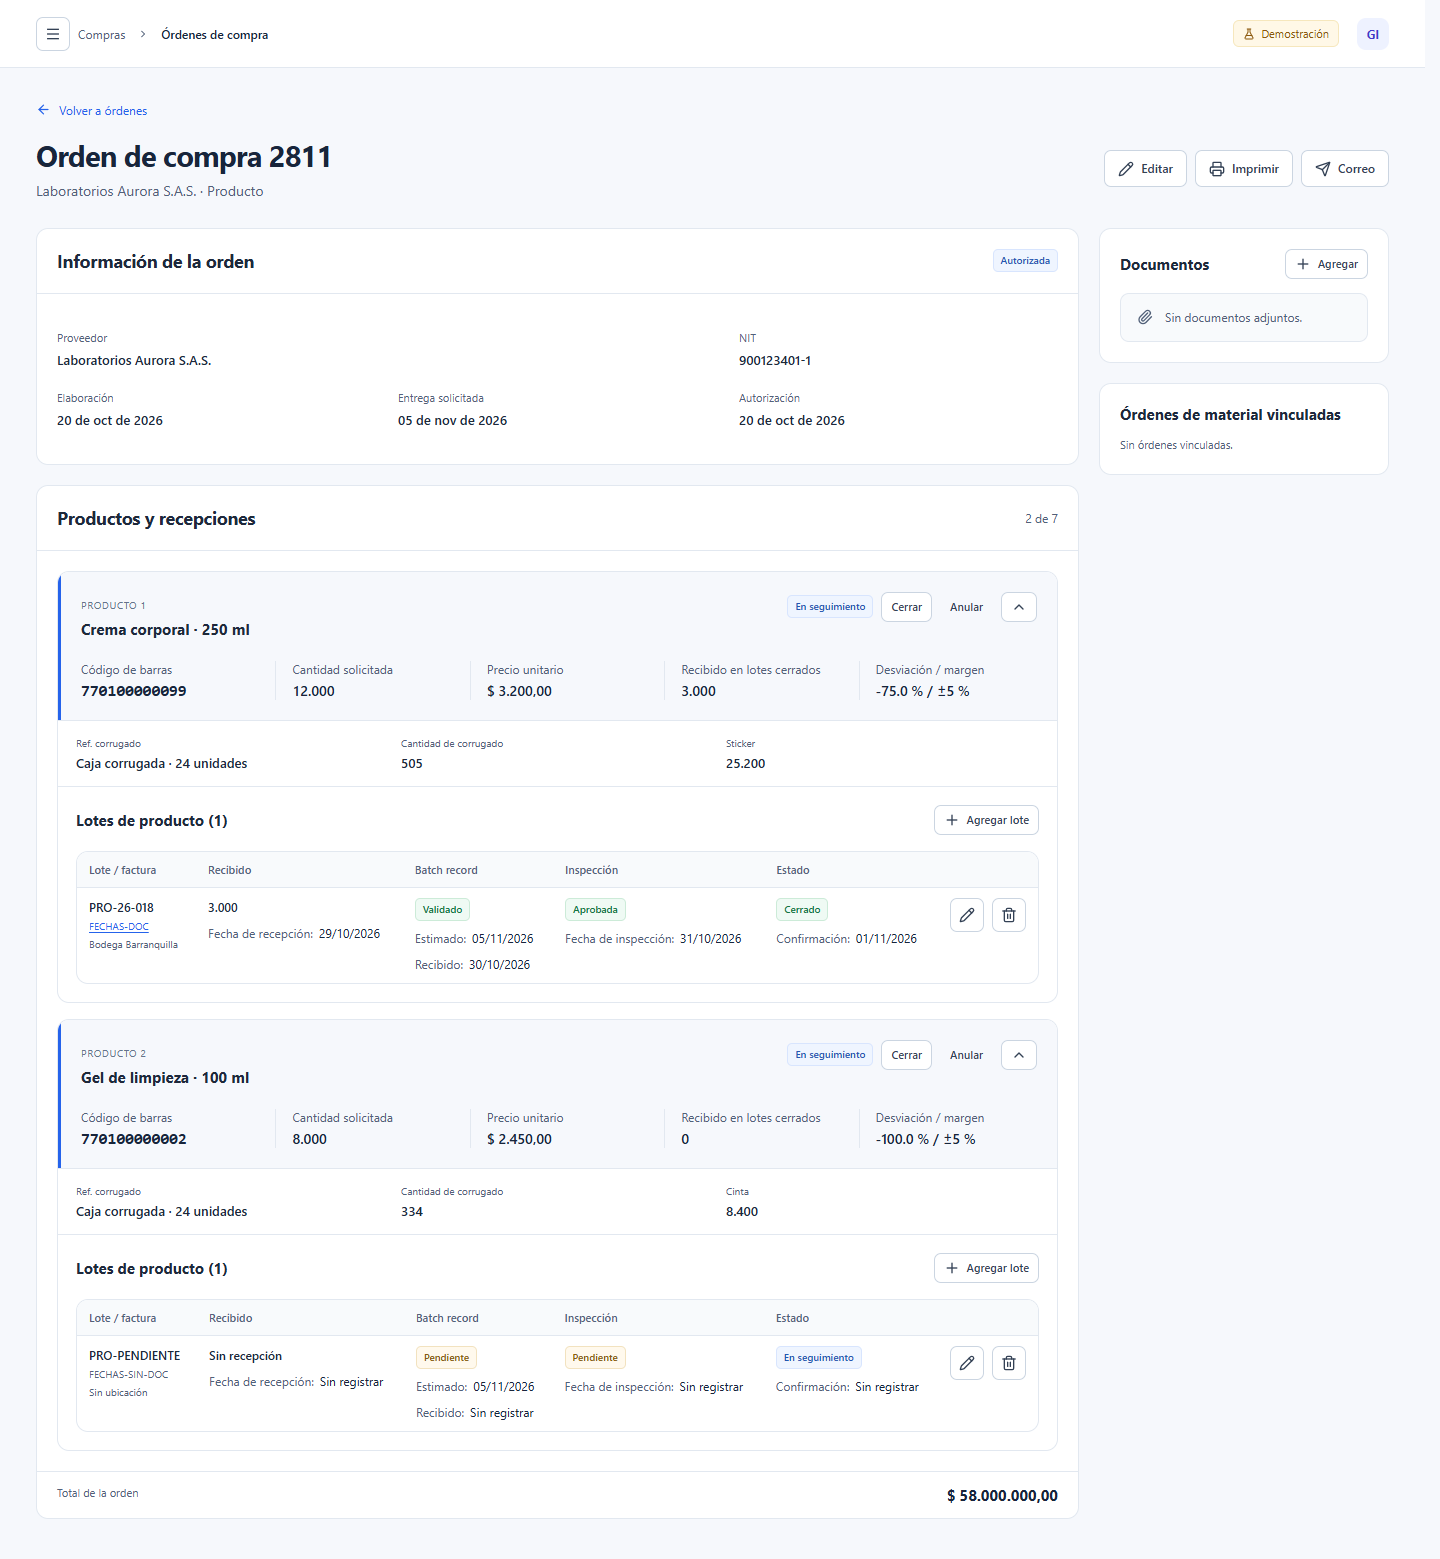 Compras
Órdenes de compra
Demostración
GI
Volver a órdenes
Orden de compra 2811
Laboratorios Aurora S.A.S. · Producto
Editar
Imprimir
Correo
Información de la orden
Autorizada
Proveedor
Laboratorios Aurora S.A.S.
NIT
900123401-1
Elaboración
20 de oct de 2026
Entrega solicitada
05 de nov de 2026
Autorización
20 de oct de 2026
Documentos
Agregar
Sin documentos adjuntos.
Órdenes de material vinculadas
Sin órdenes vinculadas.
Productos y recepciones
2 de 7
PRODUCTO 1
Crema corporal · 250 ml
En seguimiento
Cerrar
Anular
Código de barras
770100000099
Cantidad solicitada
12.000
Precio unitario
$ 3.200,00
Recibido en lotes cerrados
3.000
Desviación / margen
-75.0 % / ±5 %
Ref. corrugado
Caja corrugada · 24 unidades
Cantidad de corrugado
505
Sticker
25.200
Lotes de producto (1)
Agregar lote
Lote / factura
Recibido
Batch record
Inspección
Estado
PRO-26-018
FECHAS-DOC
Bodega Barranquilla
3.000
Fecha de recepción: 29/10/2026
Validado
Estimado: 05/11/2026
Recibido: 30/10/2026
Aprobada
Fecha de inspección: 31/10/2026
Cerrado
Confirmación: 01/11/2026
PRODUCTO 2
Gel de limpieza · 100 ml
En seguimiento
Cerrar
Anular
Código de barras
770100000002
Cantidad solicitada
8.000
Precio unitario
$ 2.450,00
Recibido en lotes cerrados
0
Desviación / margen
-100.0 % / ±5 %
Ref. corrugado
Caja corrugada · 24 unidades
Cantidad de corrugado
334
Cinta
8.400
Lotes de producto (1)
Agregar lote
Lote / factura
Recibido
Batch record
Inspección
Estado
PRO-PENDIENTE
FECHAS-SIN-DOC
Sin ubicación
Sin recepción
Fecha de recepción: Sin registrar
Pendiente
Estimado: 05/11/2026
Recibido: Sin registrar
Pendiente
Fecha de inspección: Sin registrar
En seguimiento
Confirmación: Sin registrar
Total de la orden
$ 58.000.000,00